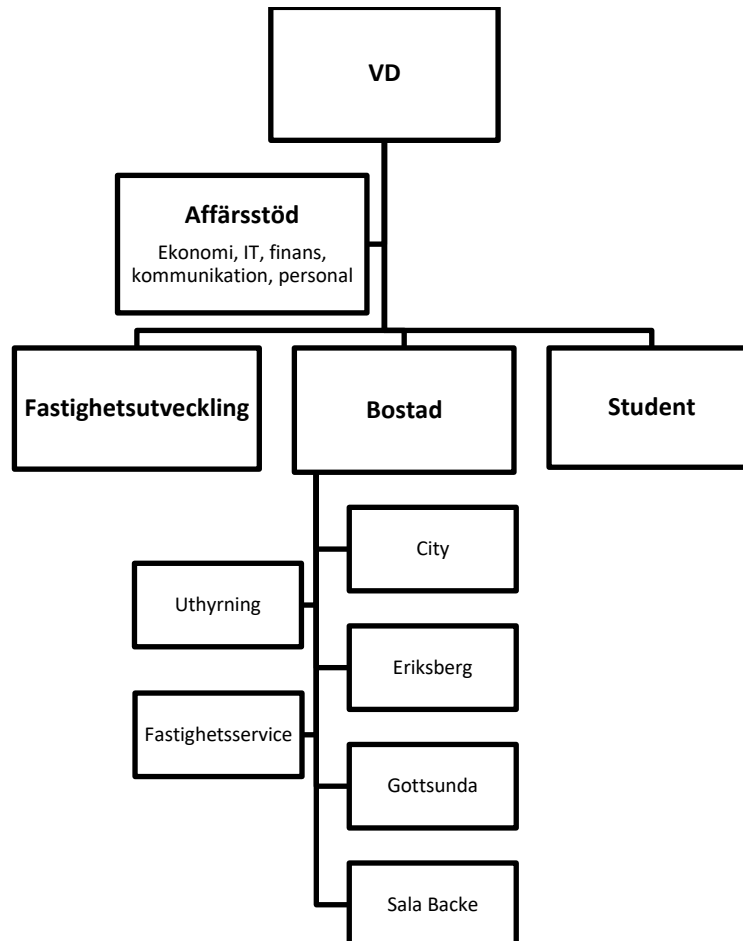 VD
Affärsstöd
Ekonomi, IT, finans,
kommunikation, personal
Fastighetsutveckling
Bostad
Student
City
Uthyrning
Eriksberg
Fastighetsservice
Gottsunda
Sala Backe